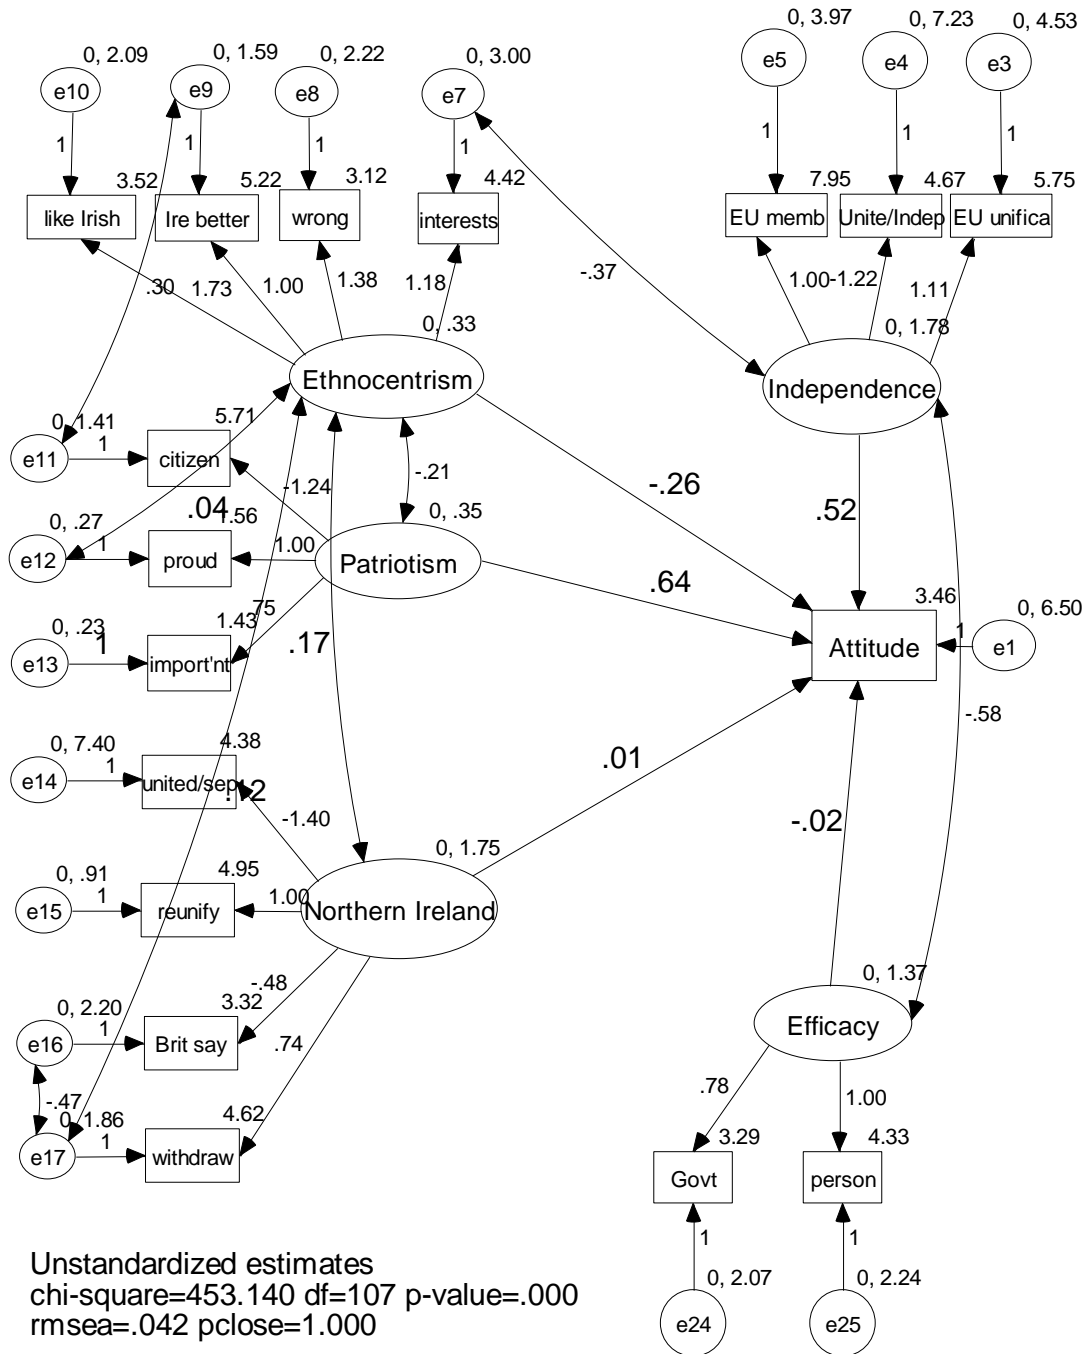 0, 2.09
0, 1.59
0, 2.22
0, 3.00
0, 3.97
0, 7.23
0, 4.53
e10
e9
e8
e7
e5
e4
e3
1
1
1
1
1
1
1
3.52
5.22
3.12
4.42
7.95
4.67
5.75
like Irish
Ire better
wrong
interests
EU memb
Unite/Indep
EU unifica
.30
1.73
1.00
1.38
1.18
-.37
1.00
-1.22
1.11
0, .33
0, 1.78
Ethnocentrism
Independence
0, 1.41
5.71
e11
1
citizen
-1.24
-.21
-.26
.52
0, .27
.04
1.56
0, .35
e12
1
proud
1.00
Patriotism
.64
0, .23
1.43
.75
3.46
0, 6.50
e13
1
import'nt
.17
Attitude
1
e1
0, 7.40
4.38
-.58
e14
1
united/sep
.12
.01
-1.40
-.02
0, .91
4.95
0, 1.75
e15
1
reunify
1.00
Northern Ireland
0, 2.20
3.32
-.48
0, 1.37
e16
1
Brit say
.74
Efficacy
-.47
0, 1.86
4.62
.78
1.00
e17
1
withdraw
3.29
4.33
Govt
person
1
1
0, 2.07
0, 2.24
e24
e25
Unstandardized estimates
chi-square=453.140 df=107 p-value=.000
rmsea=.042 pclose=1.000